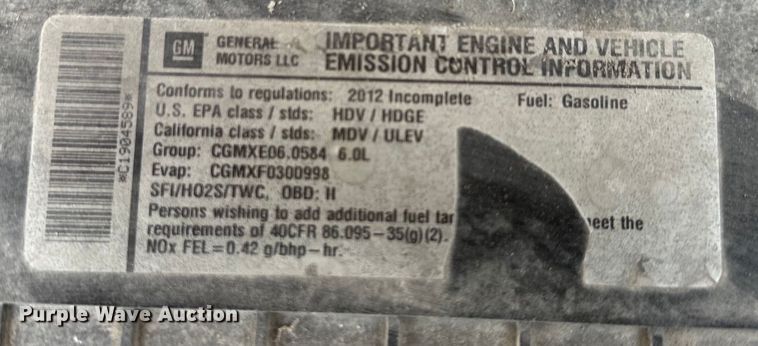 GM GENERAL MOTORS LLC
IMPORTANT ENGINE AND VEHICLE
EMISSION CONTROL INFORMATION
*C1904589*
Conforms to regulations: 2012 Incomplete Fuel: Gasoline
U.S. EPA class / stds: HDV / HDGE
California class / stds: MDV / ULEV
Group: CGMXE06.0584 6.0L
Evap: CGMXF0300998
SFI/HO2S/TWC, OBD: II
Persons wishing to add additional fuel the
requirements of 40CFR 86.095-35(g)(2).
NOx FEL=0.42 g/bhp-hr.
Purple Wave Auction